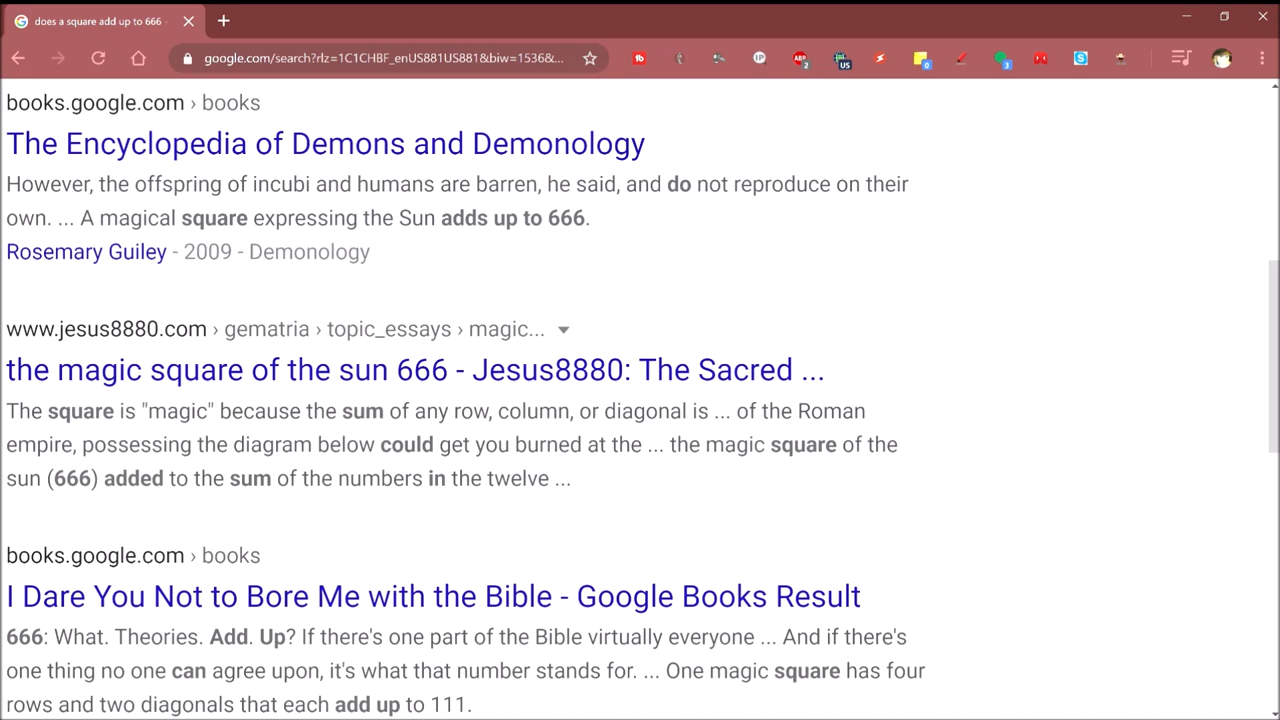 does a square add up to 666 -
google.com/search?rlz=1C1CHBF_enUS881US881&biw=1536&...
books.google.com › books
The Encyclopedia of Demons and Demonology
However, the offspring of incubi and humans are barren, he said, and do not reproduce on their
own. ... A magical square expressing the Sun adds up to 666.
Rosemary Guiley - 2009 - Demonology
www.jesus8880.com › gematria › topic_essays › magic...
the magic square of the sun 666 - Jesus8880: The Sacred ...
The square is "magic" because the sum of any row, column, or diagonal is ... of the Roman
empire, possessing the diagram below could get you burned at the ... the magic square of the
sun (666) added to the sum of the numbers in the twelve ...
books.google.com › books
I Dare You Not to Bore Me with the Bible - Google Books Result
666: What. Theories. Add. Up? If there's one part of the Bible virtually everyone ... And if there's
one thing no one can agree upon, it's what that number stands for. ... One magic square has four
rows and two diagonals that each add up to 111.